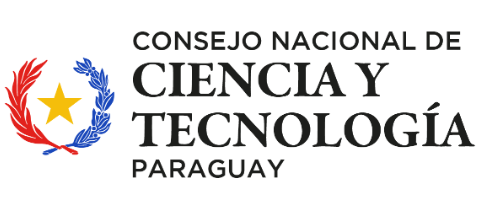 CONSEJO NACIONAL DE
CIENCIA Y
TECNOLOGÍA
PARAGUAY